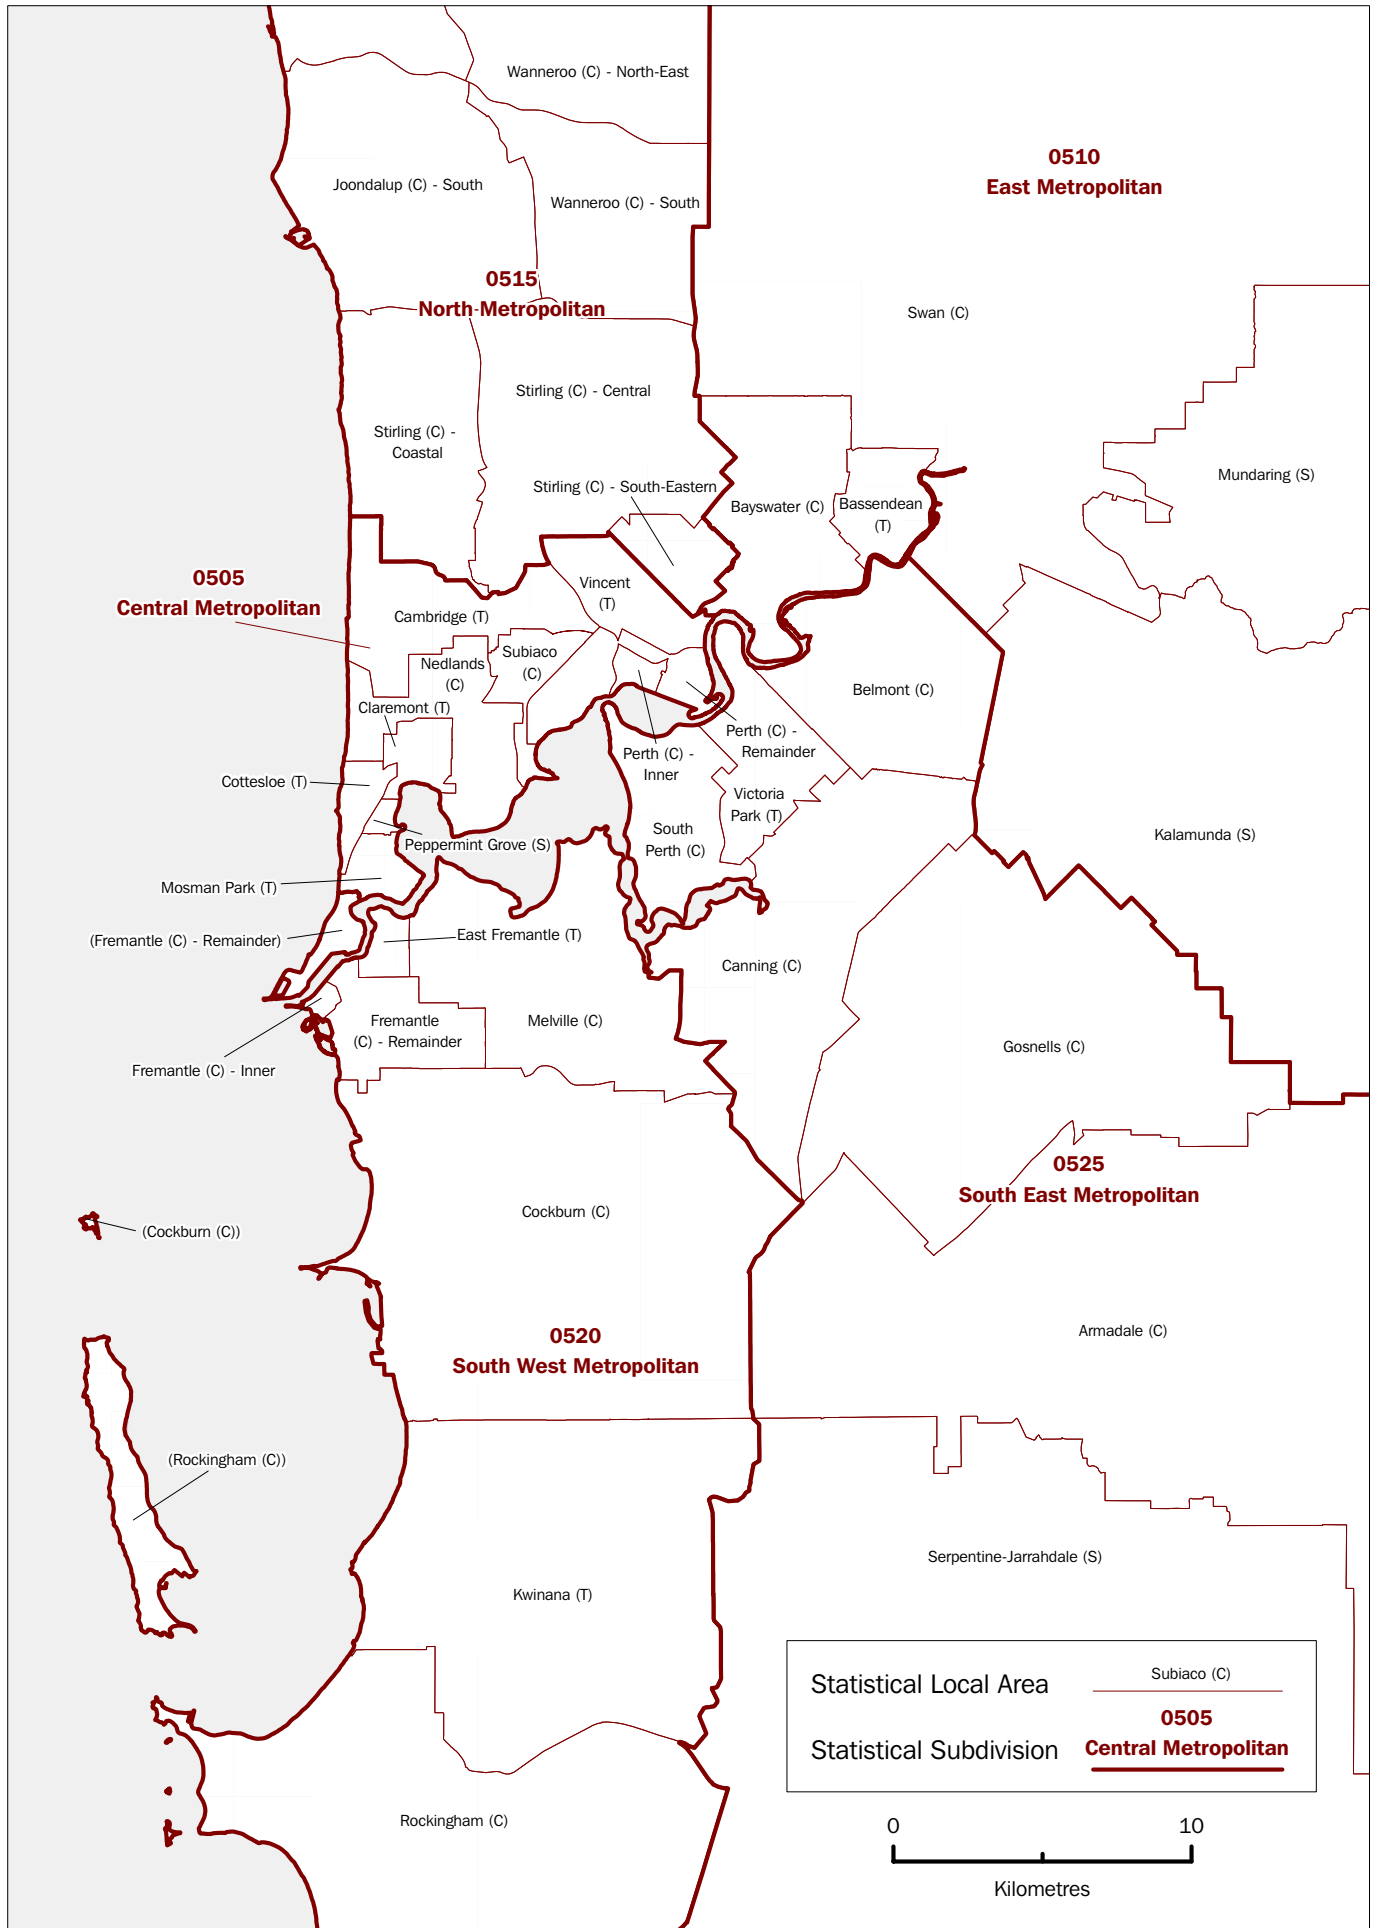 Wanneroo (C) - North-East
0510
East Metropolitan
Joondalup (C) - South
Wanneroo (C) - South
0515
North Metropolitan
Swan (C)
Stirling (C) - Central
Stirling (C) -
Coastal
Mundaring (S)
Stirling (C) - South-Eastern
Bayswater (C)
Bassendean
(T)
0505
Central Metropolitan
Vincent
(T)
Cambridge (T)
Subiaco
(C)
Nedlands
(C)
Belmont (C)
Claremont (T)
Perth (C) -
Remainder
Perth (C) -
Inner
Cottesloe (T)
Victoria
Park (T)
South
Perth (C)
Kalamunda (S)
Peppermint Grove (S)
Mosman Park (T)
(Fremantle (C) - Remainder)
East Fremantle (T)
Canning (C)
Fremantle
(C) - Remainder
Melville (C)
Gosnells (C)
Fremantle (C) - Inner
0525
South East Metropolitan
Cockburn (C)
(Cockburn (C))
0520
South West Metropolitan
Armadale (C)
(Rockingham (C))
Serpentine-Jarrahdale (S)
Kwinana (T)
Statistical Local Area
Subiaco (C)
0505
Statistical Subdivision
Central Metropolitan
Rockingham (C)
0 10
Kilometres